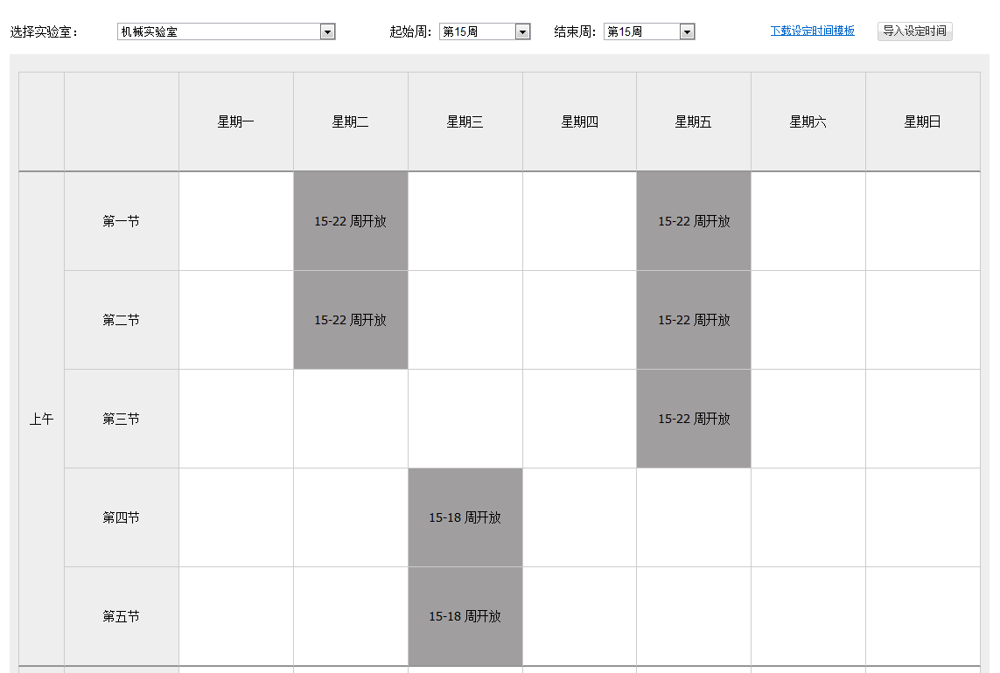 选择实验室： 机械实验室 起始周: 第15周 结束周: 第15周 下载设定时间模板 导入设定时间
星期一 星期二 星期三 星期四 星期五 星期六 星期日
第一节 15-22 周开放 15-22 周开放
第二节 15-22 周开放 15-22 周开放
上午 第三节 15-22 周开放
第四节 15-18 周开放
第五节 15-18 周开放